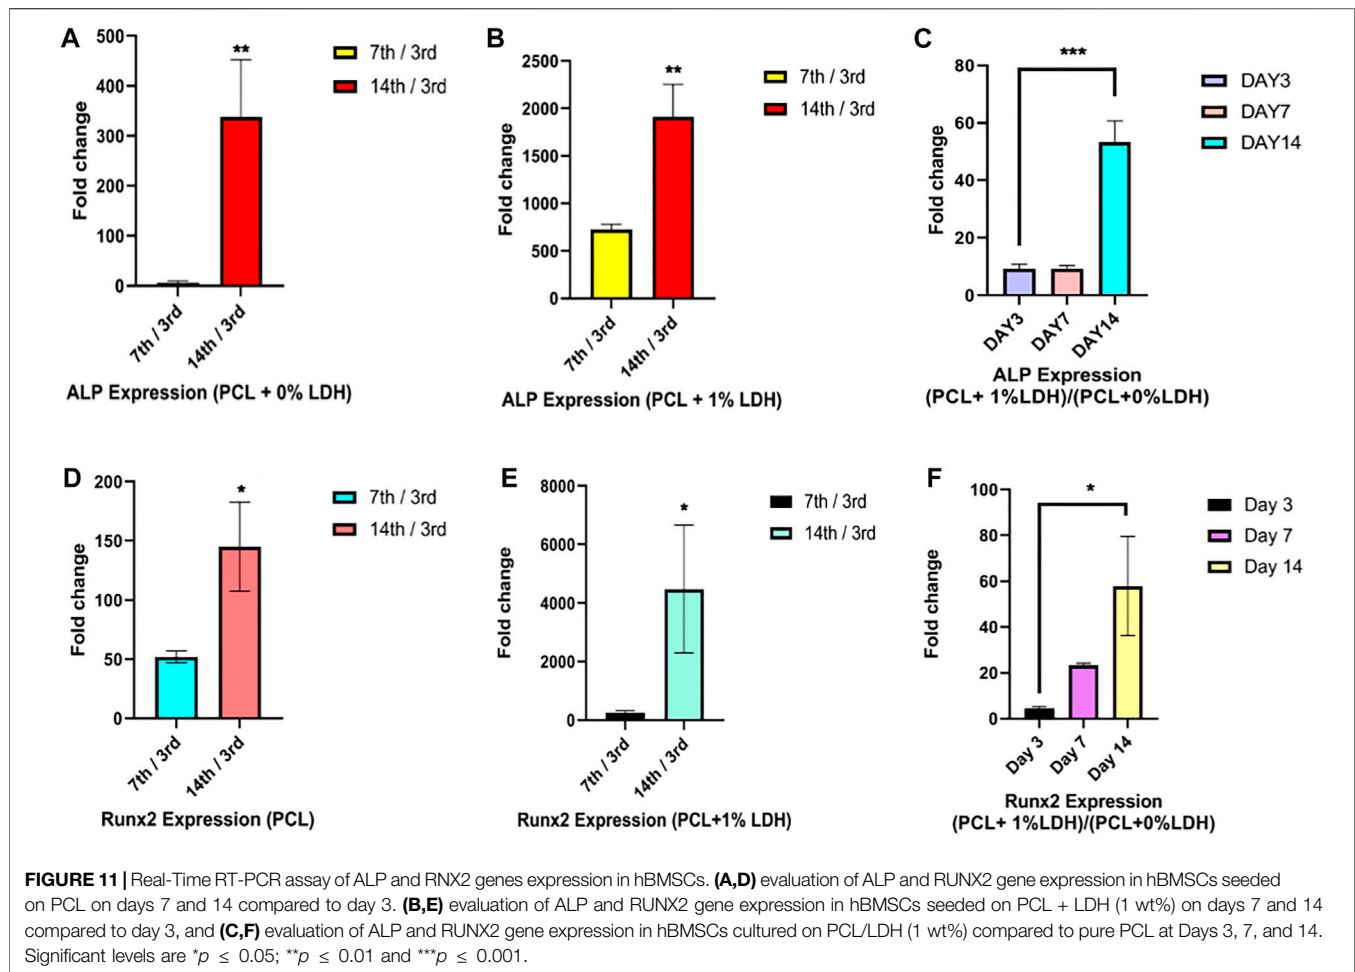 A
500
400
300
200
100
0
Fold change
**
7th / 3rd
14th / 3rd
7th / 3rd
14th / 3rd
ALP Expression (PCL + 0% LDH)
B
2500
2000
1500
1000
500
0
Fold change
**
7th / 3rd
14th / 3rd
7th / 3rd
14th / 3rd
ALP Expression (PCL + 1% LDH)
C
80
60
40
20
0
Fold change
***
DAY3
DAY7
DAY14
DAY3
DAY7
DAY14
ALP Expression
(PCL+ 1%LDH)/(PCL+0%LDH)
D
200
150
100
50
0
Fold change
*
7th / 3rd
14th / 3rd
7th / 3rd
14th / 3rd
Runx2 Expression (PCL)
E
8000
6000
4000
2000
0
Fold change
*
7th / 3rd
14th / 3rd
7th / 3rd
14th / 3rd
Runx2 Expression (PCL+1% LDH)
F
100
80
60
40
20
0
Fold change
*
Day 3
Day 7
Day 14
Day 3
Day 7
Day 14
Runx2 Expression
(PCL+ 1%LDH)/(PCL+0%LDH)
FIGURE 11 | Real-Time RT-PCR assay of ALP and RNX2 genes expression in hBMSCs. (A,D) evaluation of ALP and RUNX2 gene expression in hBMSCs seeded
on PCL on days 7 and 14 compared to day 3. (B,E) evaluation of ALP and RUNX2 gene expression in hBMSCs seeded on PCL + LDH (1 wt%) on days 7 and 14
compared to day 3, and (C,F) evaluation of ALP and RUNX2 gene expression in hBMSCs cultured on PCL/LDH (1 wt%) compared to pure PCL at Days 3, 7, and 14.
Significant levels are *p ≤ 0.05; **p ≤ 0.01 and ***p ≤ 0.001.